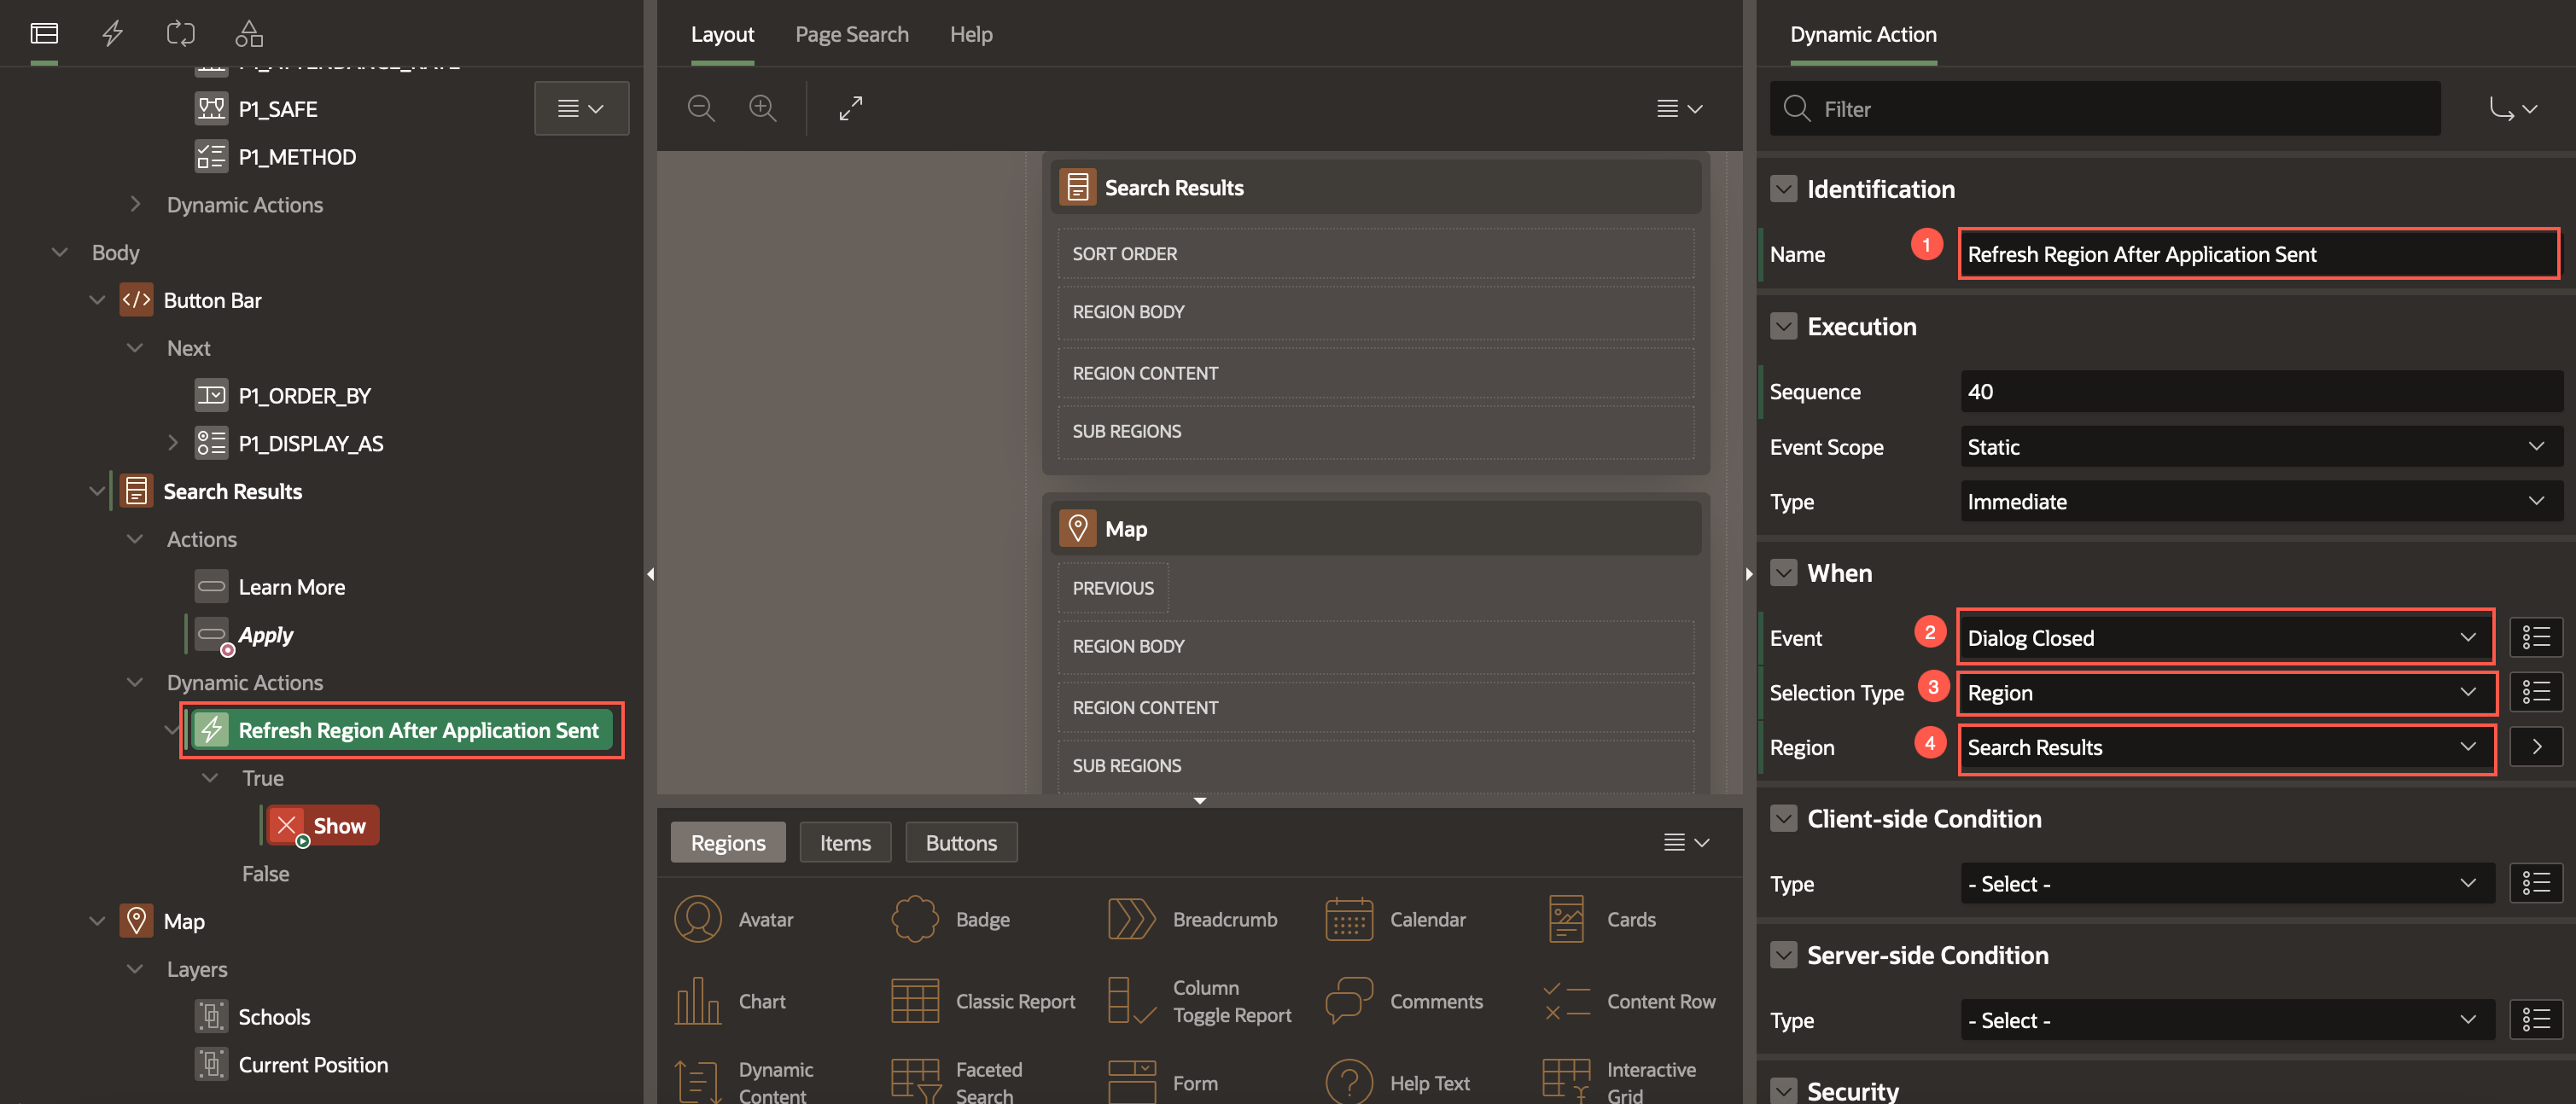 P1_ATTENDANCE_RATE
P1_SAFE
P1_METHOD
Dynamic Actions
Body
Button Bar
Next
P1_ORDER_BY
P1_DISPLAY_AS
Search Results
Actions
Learn More
Apply
Dynamic Actions
Refresh Region After Application Sent
True
Show
False
Map
Layers
Schools
Current Position
Layout
Page Search
Help
Search Results
SORT ORDER
REGION BODY
REGION CONTENT
SUB REGIONS
Map
PREVIOUS
REGION BODY
REGION CONTENT
SUB REGIONS
Regions
Items
Buttons
Avatar
Badge
Breadcrumb
Calendar
Cards
Chart
Classic Report
Column
Toggle Report
Comments
Content Row
Dynamic
Content
Faceted
Search
Form
Help Text
Interactive
Grid
Dynamic Action
Filter
Identification
Name
1
Refresh Region After Application Sent
Execution
Sequence
40
Event Scope
Static
Type
Immediate
When
Event
2
Dialog Closed
Selection Type
3
Region
Region
4
Search Results
Client-side Condition
Type
- Select -
Server-side Condition
Type
- Select -
Security